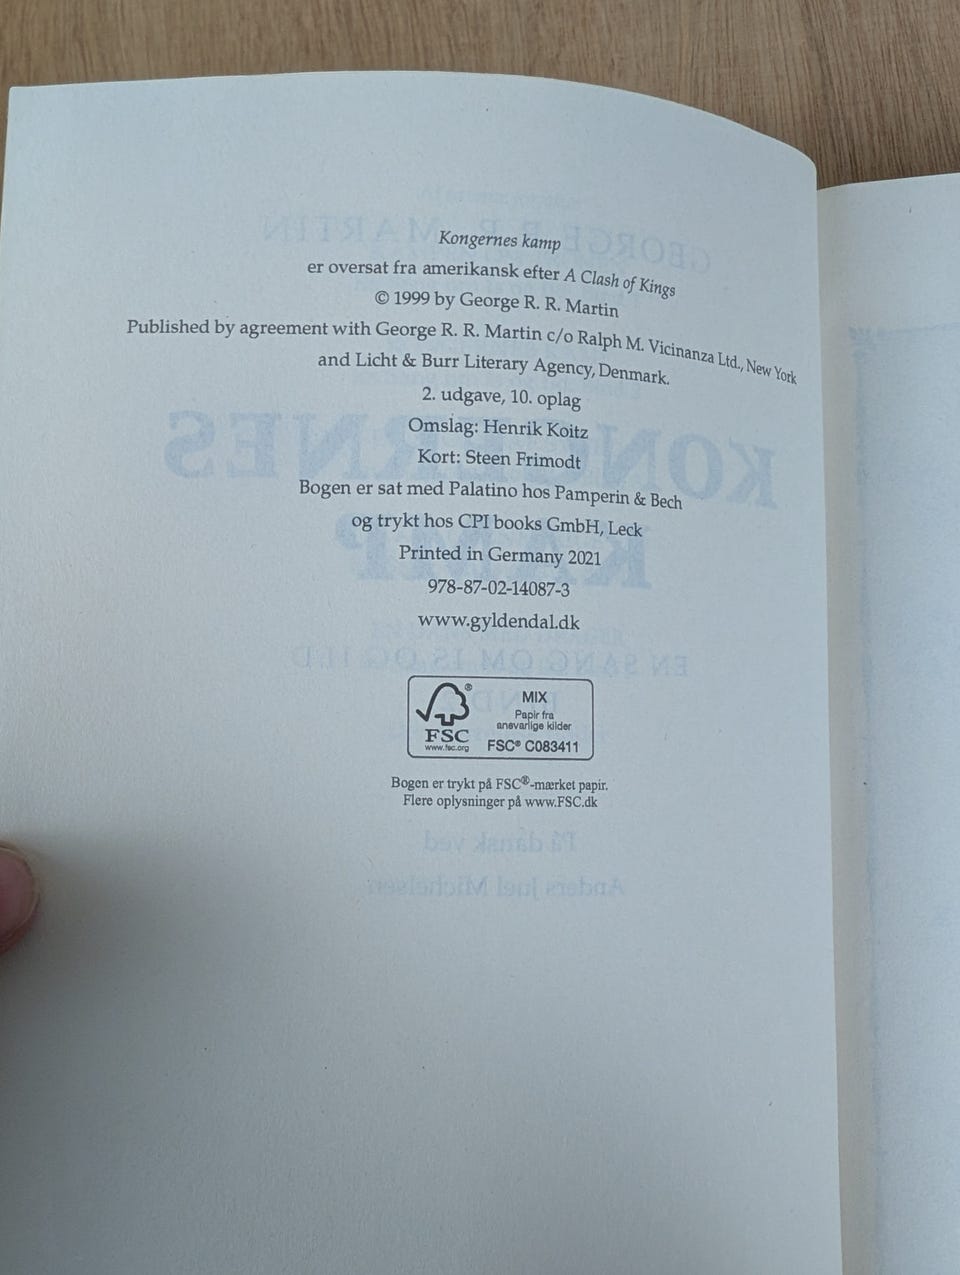 Kongernes kamp
er oversat fra amerikansk efter A Clash of Kings
© 1999 by George R. R. Martin
Published by agreement with George R. R. Martin c/o Ralph M. Vicinanza Ltd., New York
and Licht & Burr Literary Agency, Denmark.
2. udgave, 10. oplag
Omslag: Henrik Koitz
Kort: Steen Frimodt
Bogen er sat med Palatino hos Pamperin & Bech
og trykt hos CPI books GmbH, Leck
Printed in Germany 2021
978-87-02-14087-3
www.gyldendal.dk
FSC
www.fsc.org
MIX
Papir fra
ansvarlige kilder
FSC® C083411
Bogen er trykt på FSC®-mærket papir.
Flere oplysninger på www.FSC.dk